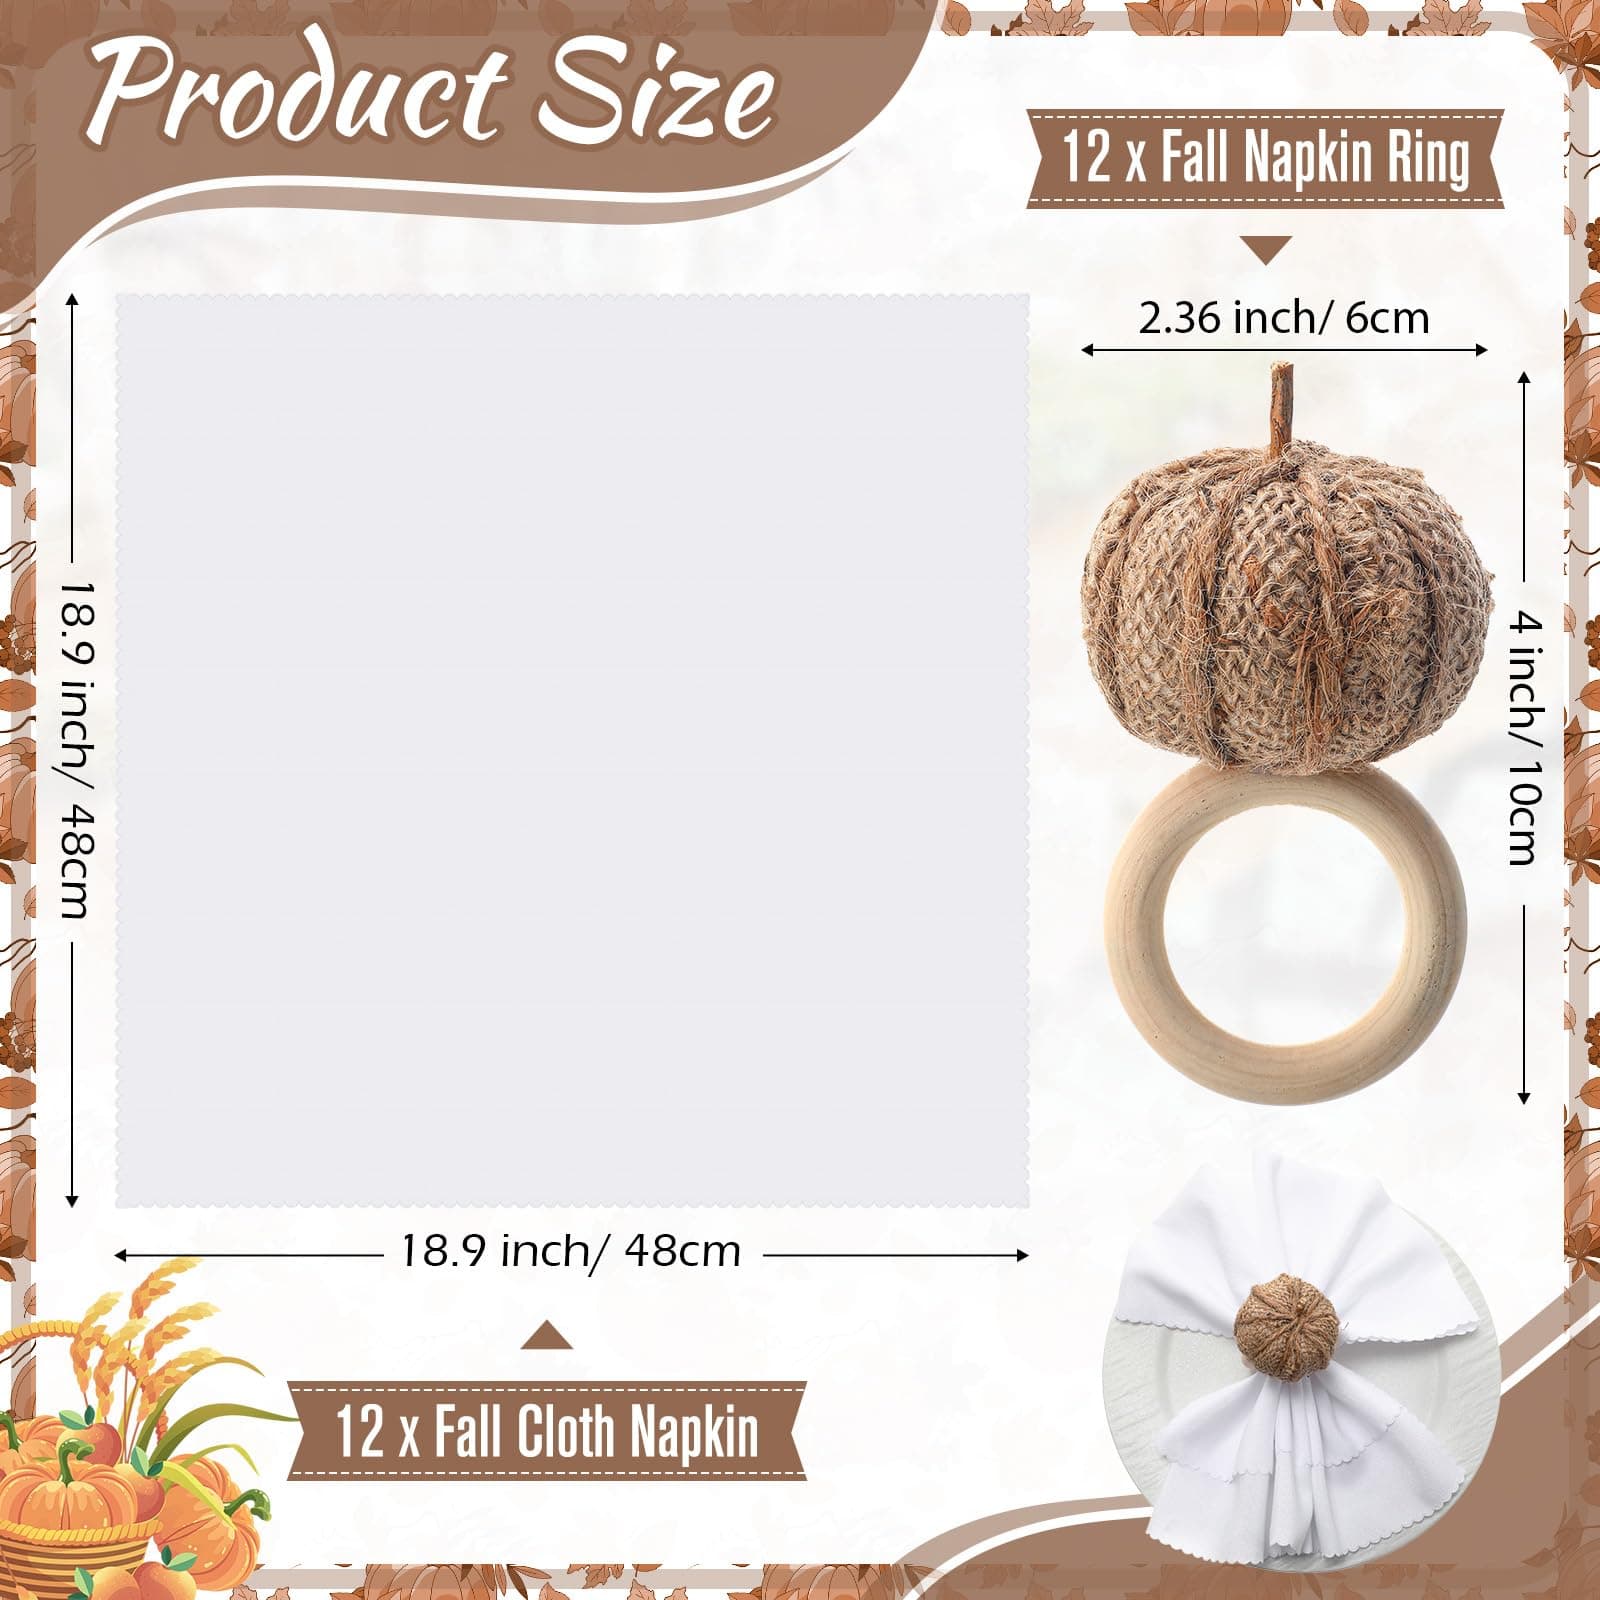 Product Size
12 x Fall Napkin Ring
2.36 inch/ 6cm
4 inch/ 10cm
18.9 inch/ 48cm
18.9 inch/ 48cm
12 x Fall Cloth Napkin